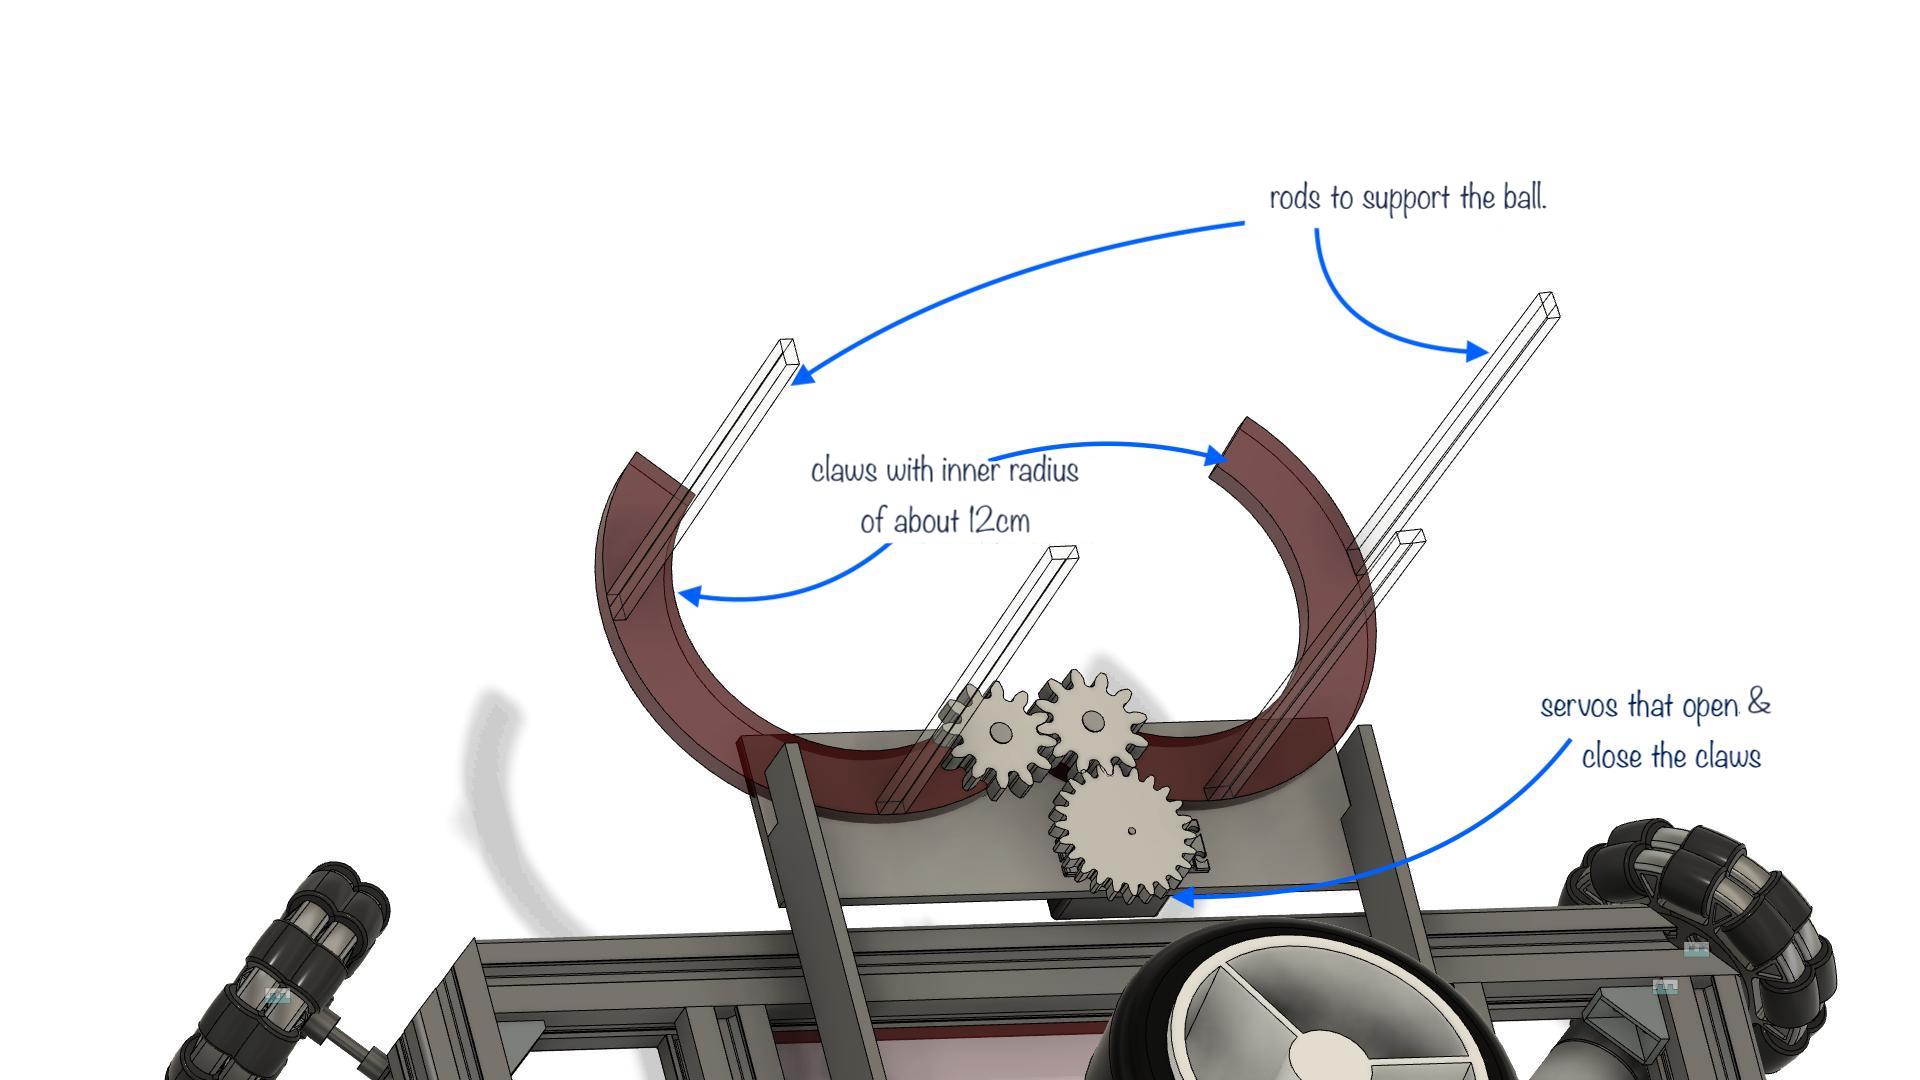 rods to support the ball.
claws with inner radius
of about 12cm
servos that open &
close the claws